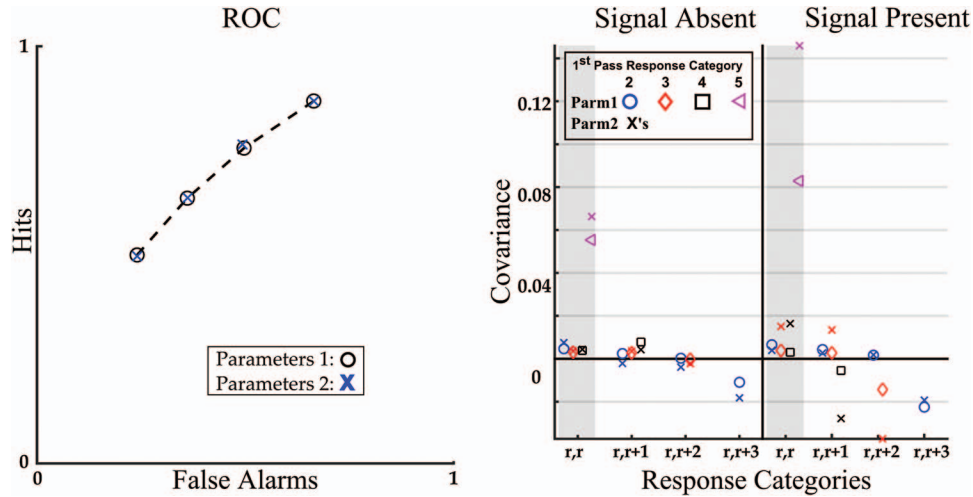 ROC
1
Hits
Parameters 1:
Parameters 2: X
0
0
False Alarms
1
Signal Absent
Signal Present
1st Pass Response Category
2 3 4 5
Parm1
Parm2 X's
0.12
0.08
0.04
0
Covariance
r,r r,r+1 r,r+2 r,r+3 r,r r,r+1 r,r+2 r,r+3
Response Categories